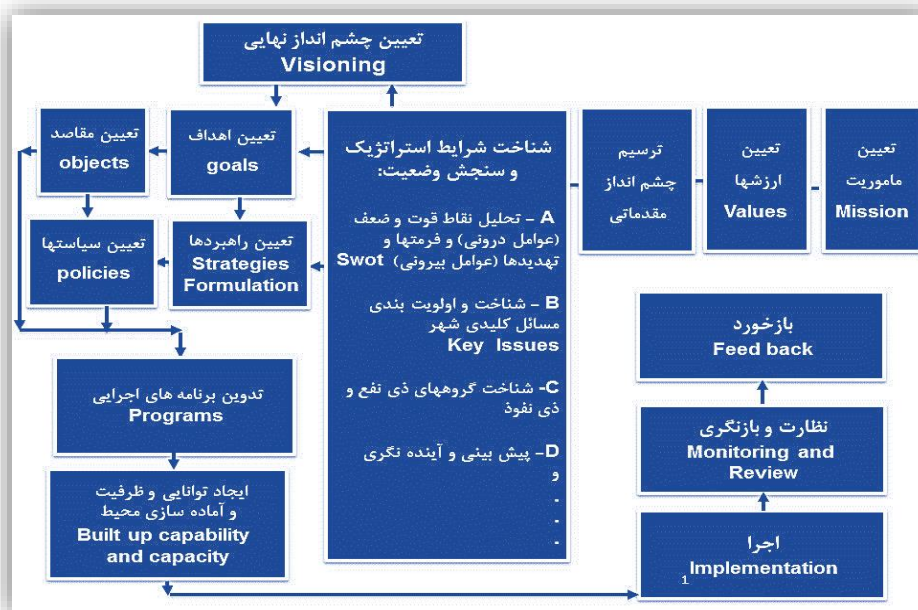 تعیین چشم انداز نهایی
Visioning
تعیین
ماموریت
Mission
تعیین
ارزشها
Values
ترسیم
چشم انداز
مقدماتی
شناخت شرایط استراتژیک
و سنجش وضعیت:
A – تحلیل نقاط قوت و ضعف
(عوامل درونی) و فرمتها و
تهدیدها (عوامل بیرونی) Swot
B – شناخت و اولویت بندی
مسائل کلیدی شهر
Key Issues
C- شناخت گروههای ذی نفع و
ذی نفوذ
D– پیش بینی و آینده نگری
و
-
-
-
تعیین اهداف
goals
تعیین مقاصد
objects
تعیین راهبردها
Strategies
Formulation
تعیین سیاستها
policies
تدوین برنامه های اجرایی
Programs
ایجاد توانایی و ظرفیت
و آماده سازی محیط
Built up capability
and capacity
اجرا
Implementation
1
نظارت و بازنگری
Monitoring and
Review
بازخورد
Feed back